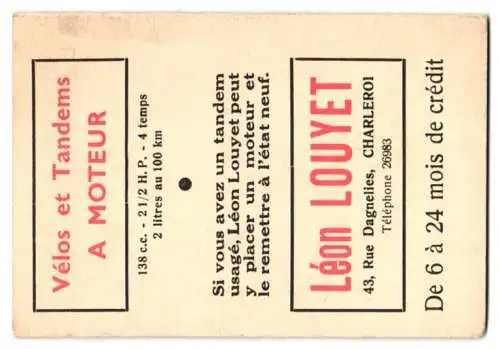 Vélos et Tandems
A MOTEUR
138 c.c. - 2 1/2 H.P. - 4 temps
2 litres au 100 km
Si vous avez un tandem
usagé, Léon Louyet peut
y placer un moteur et
le remettre à l'état neuf.
Léon LOUYET
43, Rue Dagnelies, CHARLEROI
Téléphone 26983
De 6 à 24 mois de crédit